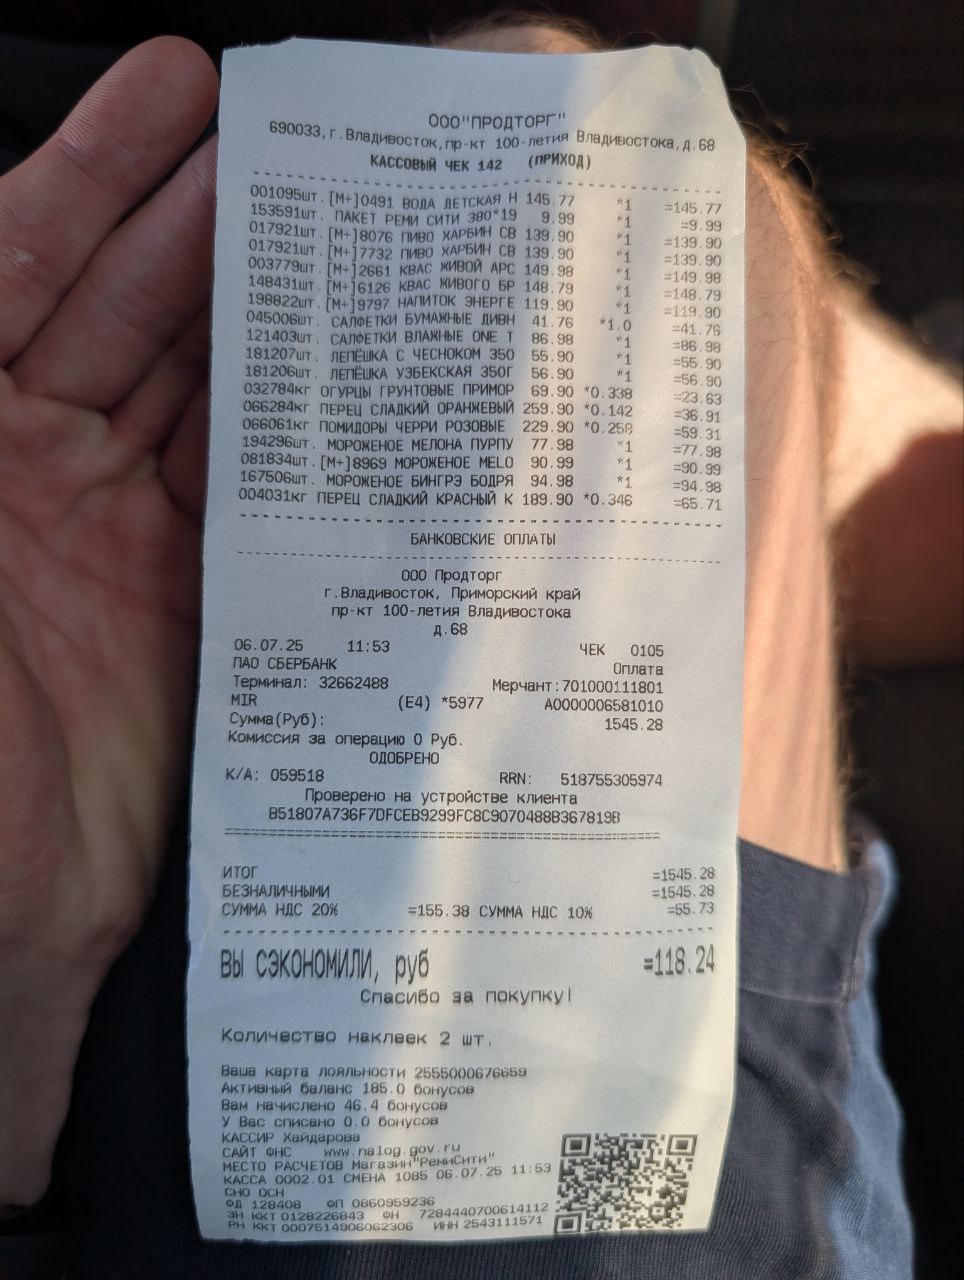 ООО"ПРОДТОРГ"
690033,г.Владивосток,пр-кт 100-летия Владивостока,д.68
КАССОВЫЙ ЧЕК 142 (ПРИХОД)
001095шт. [М+]0491 ВОДА ДЕТСКАЯ Н 145.77 *1 =145.77
153591шт. ПАКЕТ РЕМИ СИТИ 380*19 9.99 *1 =9.99
017921шт. [М+]8076 ПИВО ХАРБИН СВ 139.90 *1 =139.90
017921шт. [М+]7732 ПИВО ХАРБИН СВ 139.90 *1 =139.90
003779шт. [М+]2661 КВАС ЖИВОЙ АРС 149.98 *1 =149.98
148431шт. [М+]6126 КВАС ЖИВОГО БР 148.79 *1 =148.79
198822шт. [М+]9797 НАПИТОК ЭНЕРГЕ 119.90 *1 =119.90
045006шт. САЛФЕТКИ БУМАЖНЫЕ ДИВН 41.76 *1.0 =41.76
121403шт. САЛФЕТКИ ВЛАЖНЫЕ ONE T 86.98 *1 =86.98
181207шт. ЛЕПЁШКА С ЧЕСНОКОМ 350 55.90 *1 =55.90
181206шт. ЛЕПЁШКА УЗБЕКСКАЯ 350Г 56.90 *1 =56.90
032784кг ОГУРЦЫ ГРУНТОВЫЕ ПРИМОР 69.90 *0.338 =23.63
066284кг ПЕРЕЦ СЛАДКИЙ ОРАНЖЕВЫЙ 259.90 *0.142 =36.91
066061кг ПОМИДОРЫ ЧЕРРИ РОЗОВЫЕ 229.90 *0.258 =59.31
194296шт. МОРОЖЕНОЕ МЕЛОНА ПУРПУ 77.98 *1 =77.98
081834шт. [М+]8969 МОРОЖЕНОЕ MELO 90.99 *1 =90.99
167506шт. МОРОЖЕНОЕ БИНГРЭ БОДРЯ 94.98 *1 =94.98
004031кг ПЕРЕЦ СЛАДКИЙ КРАСНЫЙ К 189.90 *0.346 =65.71
БАНКОВСКИЕ ОПЛАТЫ
ООО Продторг
г.Владивосток, Приморский край
пр-кт 100-летия Владивостока
д.68
06.07.25 11:53 ЧЕК 0105
ПАО СБЕРБАНК Оплата
Терминал: 32662488 Мерчант:701000111801
MIR (E4) *5977 A0000006581010
Сумма(Руб): 1545.28
Комиссия за операцию 0 Руб.
ОДОБРЕНО
К/А: 059518 RRN: 518755305974
Проверено на устройстве клиента
B51807A736F7DFCEB9299FC8C9070488B367819B
ИТОГ =1545.28
БЕЗНАЛИЧНЫМИ =1545.28
СУММА НДС 20% =155.38 СУММА НДС 10% =55.73
ВЫ СЭКОНОМИЛИ, руб =118.24
Спасибо за покупку!
Количество наклеек 2 шт.
Ваша карта лояльности 2555000676659
Активный баланс 185.0 бонусов
Вам начислено 46.4 бонусов
У Вас списано 0.0 бонусов
КАССИР Хайдарова
САЙТ ФНС www.nalog.gov.ru
МЕСТО РАСЧЕТОВ Магазин"РемиСити"
КАССА 0002.01 СМЕНА 1085 06.07.25 11:53
СНО ОСН
ФД 128408 ФП 0860959236
ЗН ККТ 0128226843 ФН 7284440700614112
РН ККТ 0007514906062306 ИНН 2543111571